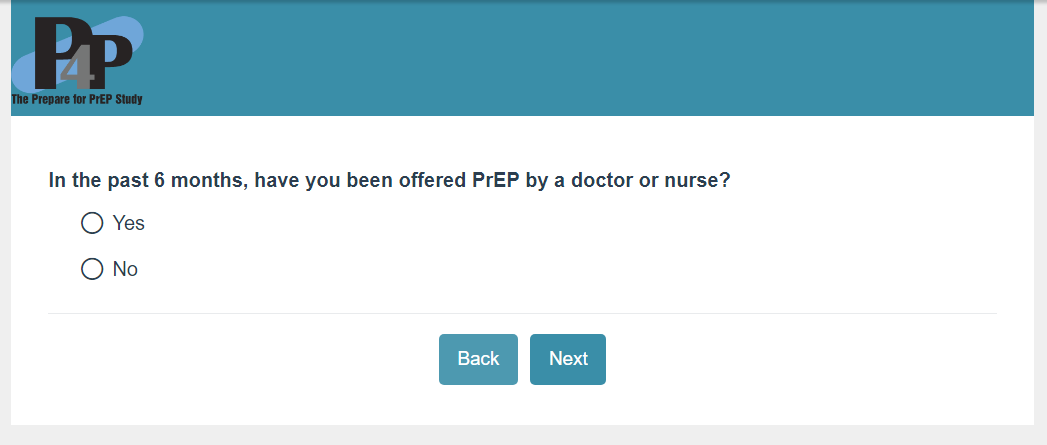 P4P
The Prepare for PrEP Study
In the past 6 months, have you been offered PrEP by a doctor or nurse?
Yes
No
Back Next